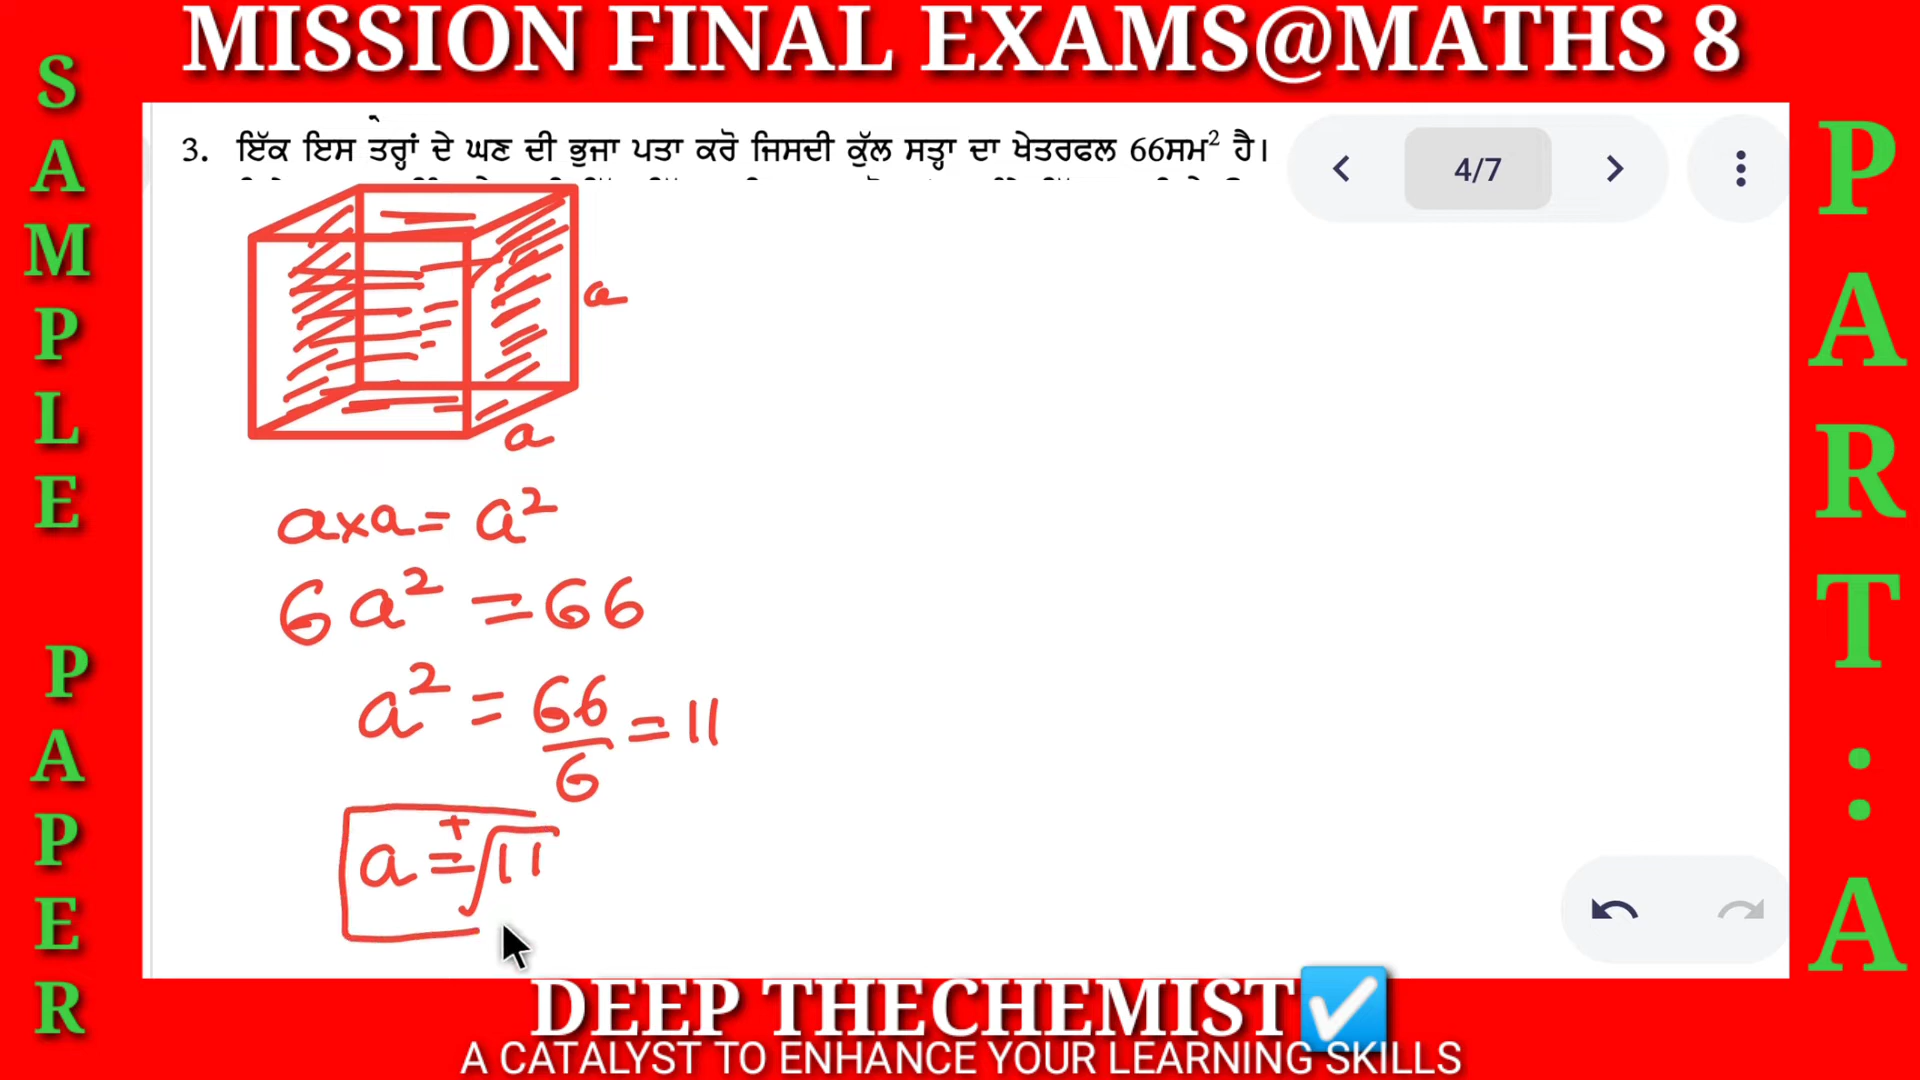 MISSION FINAL EXAMS@MATHS 8
SAMPLE PAPER
3. ਇੱਕ ਇਸ ਤਰ੍ਹਾਂ ਦੇ ਘਣ ਦੀ ਭੁਜਾ ਪਤਾ ਕਰੋ ਜਿਸਦੀ ਕੁੱਲ ਸਤ੍ਹਾ ਦਾ ਖੇਤਰਫਲ 66ਸਮ² ਹੈ।
4/7
a
a
a×a= a²
6a² = 66
a² = 66/6 = 11
a = +√11
PART:A
DEEP THECHEMIST
A CATALYST TO ENHANCE YOUR LEARNING SKILLS